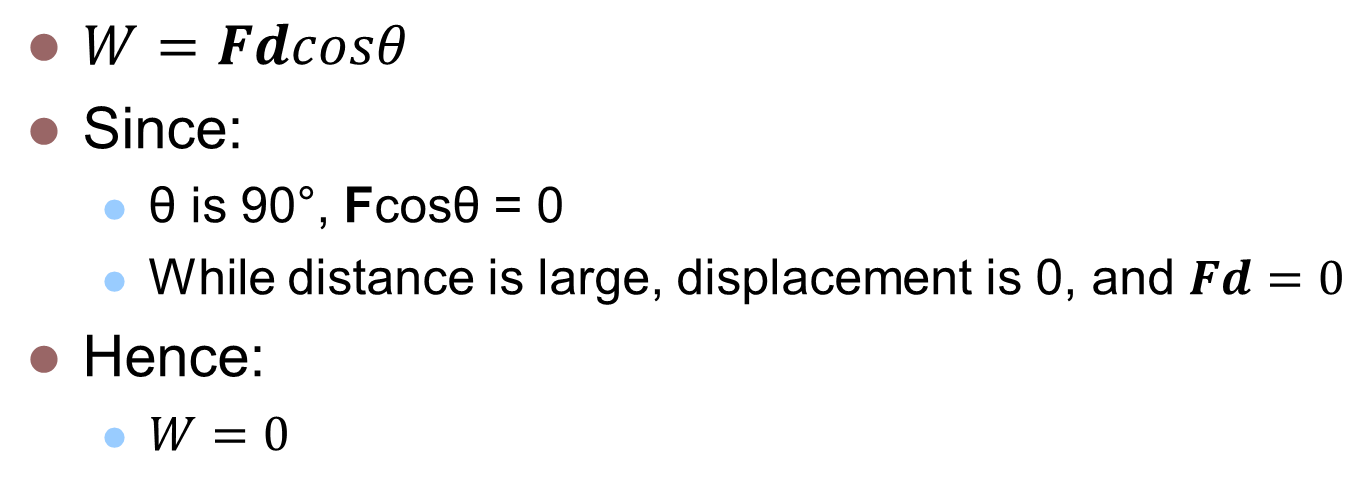 • W = Fdcosθ
• Since:
• θ is 90°, Fcosθ = 0
• While distance is large, displacement is 0, and Fd = 0
• Hence:
• W = 0